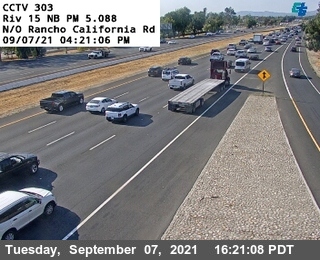 CCTV 303
Riv 15 NB PM 5.088
N/O Rancho California Rd
09/07/21 04:21:06 PM
Tuesday, September 07, 2021 16:21:08 PDT